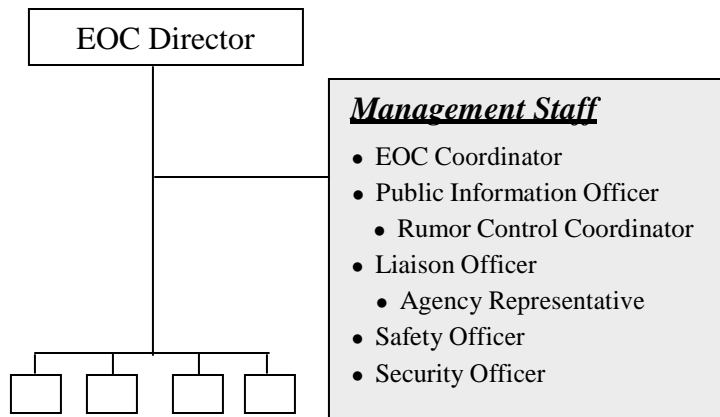 EOC Director
Management Staff
• EOC Coordinator
• Public Information Officer
• Rumor Control Coordinator
• Liaison Officer
• Agency Representative
• Safety Officer
• Security Officer